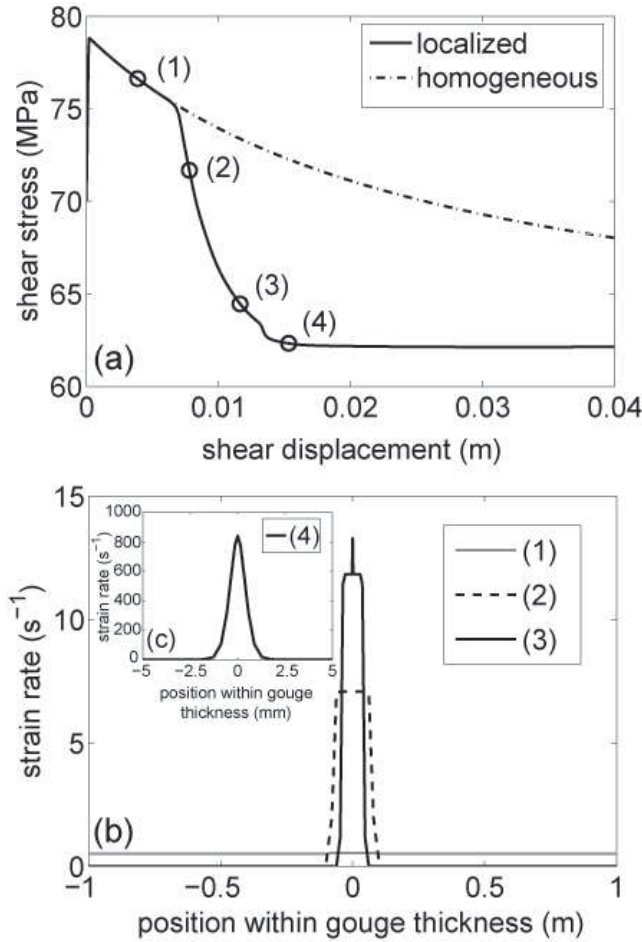 80
75
70
65
60
shear stress (MPa)
localized
homogeneous
(1)
(2)
(3)
(4)
(a)
0 0.01 0.02 0.03 0.04
shear displacement (m)
15
10
5
0
strain rate (s⁻¹)
1000
800
600
400
200
0
strain rate (s⁻¹)
(4)
(c)
−5 −2.5 0 2.5 5
position within gouge
thickness (mm)
(1)
(2)
(3)
(b)
−1 −0.5 0 0.5 1
position within gouge thickness (m)